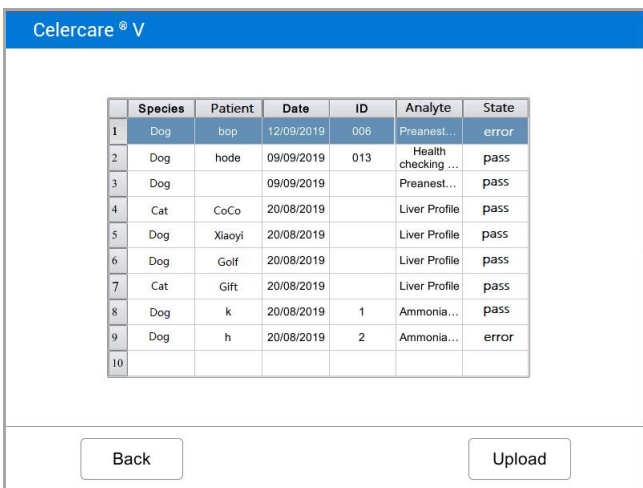 Celercare ® V
Species Patient Date ID Analyte State
1 Dog bop 12/09/2019 006 Preanest... error
2 Dog hode 09/09/2019 013 Health checking ... pass
3 Dog 09/09/2019 Preanest... pass
4 Cat CoCo 20/08/2019 Liver Profile pass
5 Dog Xiaoyi 20/08/2019 Liver Profile pass
6 Dog Golf 20/08/2019 Liver Profile pass
7 Cat Gift 20/08/2019 Liver Profile pass
8 Dog k 20/08/2019 1 Ammonia... pass
9 Dog h 20/08/2019 2 Ammonia... error
10
Back Upload